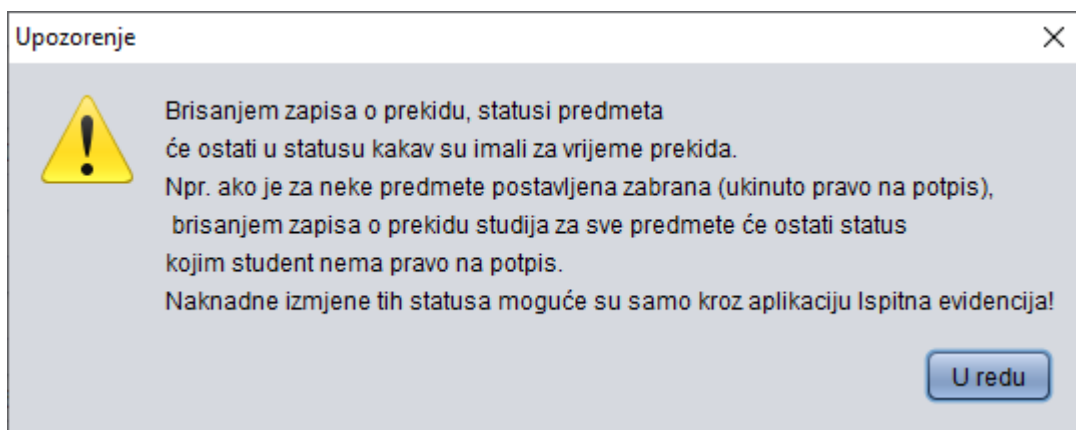 Upozorenje
Brisanjem zapisa o prekidu, statusi predmeta
će ostati u statusu kakav su imali za vrijeme prekida.
Npr. ako je za neke predmete postavljena zabrana (ukinuto pravo na potpis),
brisanjem zapisa o prekidu studija za sve predmete će ostati status
kojim student nema pravo na potpis.
Naknadne izmjene tih statusa moguće su samo kroz aplikaciju Ispitna evidencija!
U redu